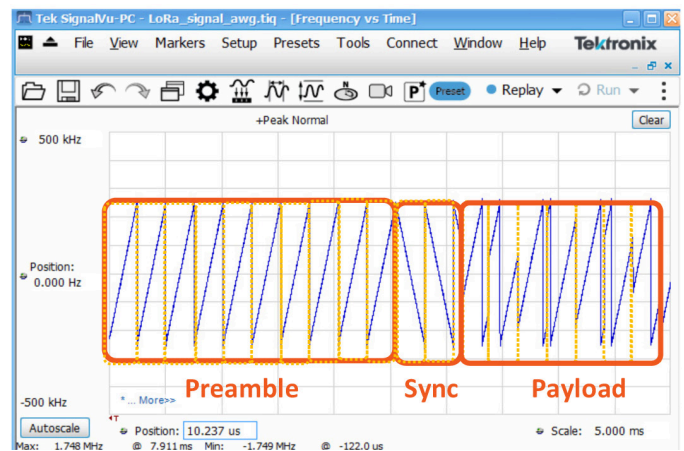 Tek SignalVu-PC - LoRa_signal_awg.tiq - [Frequency vs Time]
File View Markers Setup Presets Tools Connect Window Help Tektronix
P Preset Replay Run
+Peak Normal Clear
500 kHz
Position:
0.000 Hz
Preamble Sync Payload
-500 kHz
* ... More>>
T
Autoscale Position: 10.237 us Scale: 5.000 ms
Max: 1.748 MHz @ 7.911 ms Min: -1.749 MHz @ -122.0 us